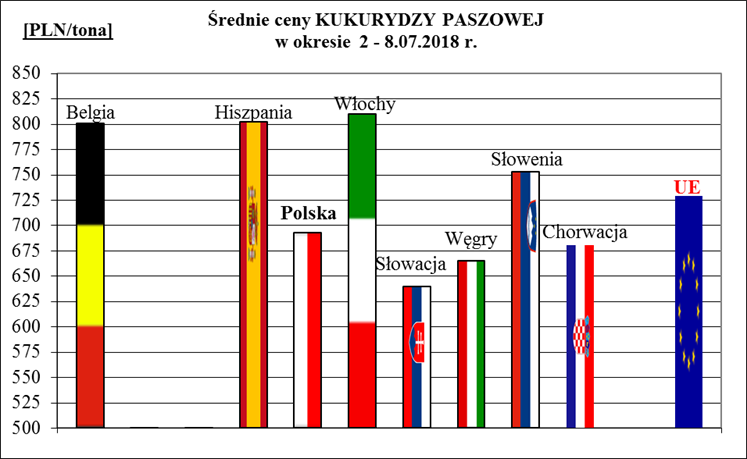 Średnie ceny KUKURYDZY PASZOWEJ
w okresie 2 - 8.07.2018 r.
[PLN/tona]
850
825
800
775
750
725
700
675
650
625
600
575
550
525
500
Belgia
Hiszpania
Polska
Włochy
Słowacja
Węgry
Słowenia
Chorwacja
UE